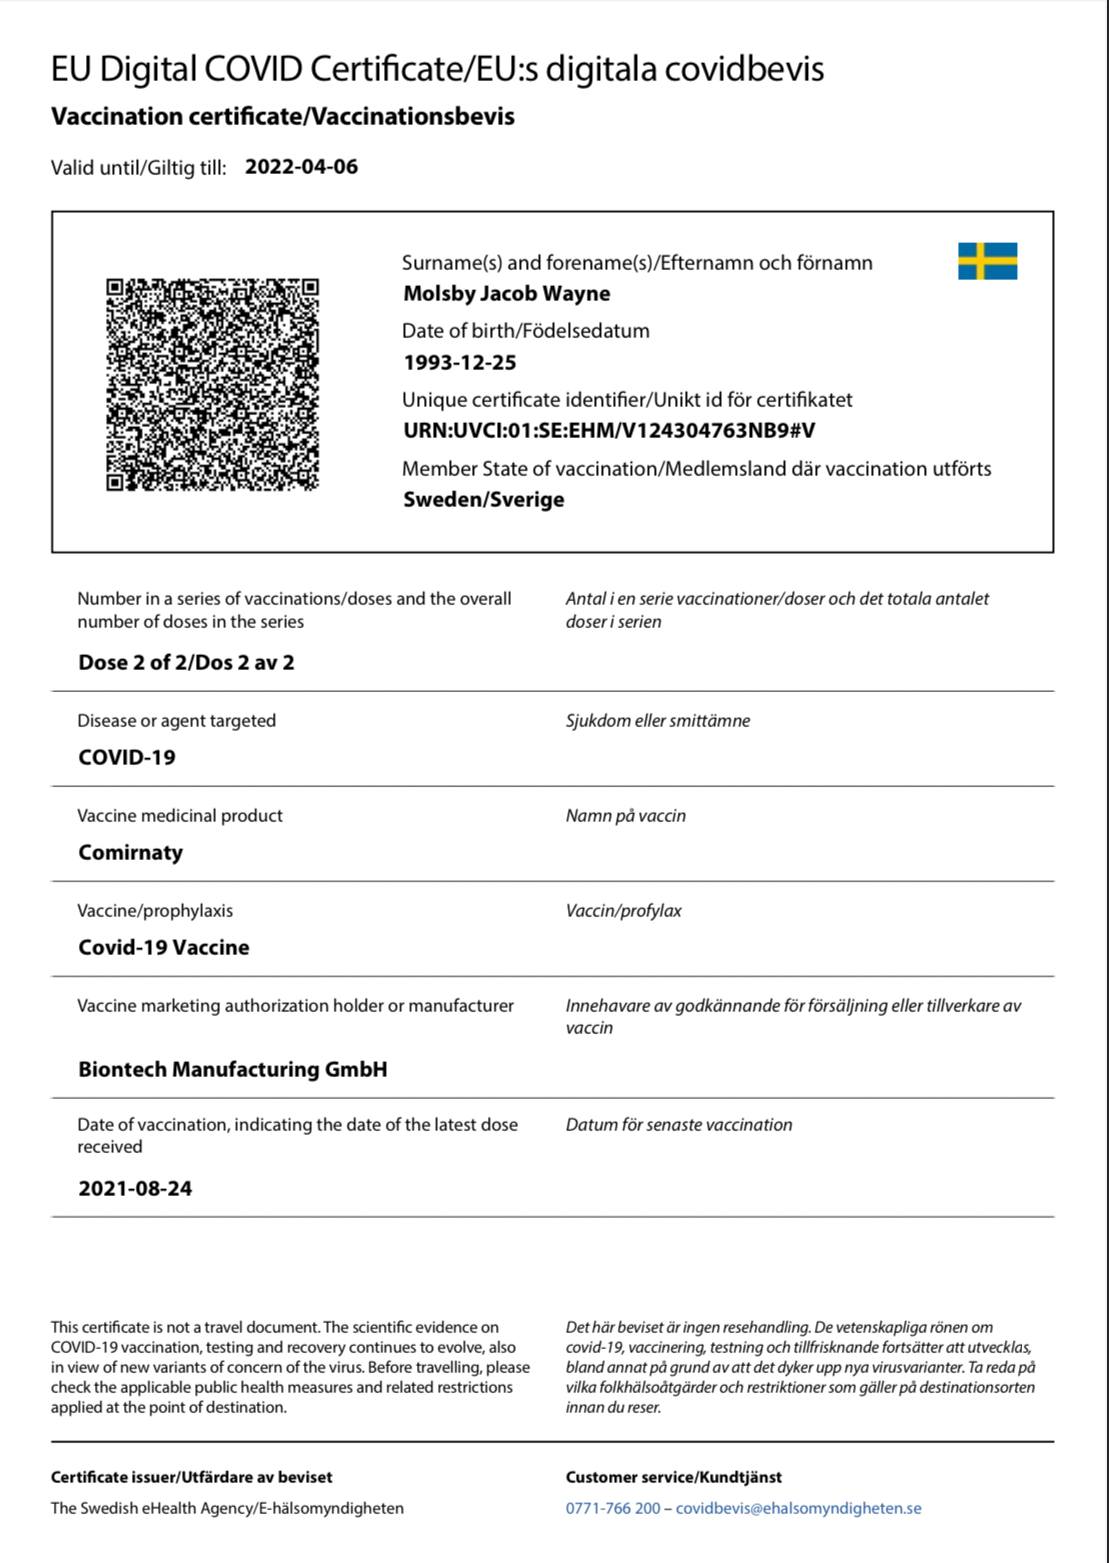 EU Digital COVID Certificate/EU:s digitala covidbevis
Vaccination certificate/Vaccinationsbevis
Valid until/Giltig till: 2022-04-06
Surname(s) and forename(s)/Efternamn och förnamn
Molsby Jacob Wayne
Date of birth/Födelsedatum
1993-12-25
Unique certificate identifier/Unikt id för certifikatet
URN:UVCI:01:SE:EHM/V124304763NB9#V
Member State of vaccination/Medlemsland där vaccination utförts
Sweden/Sverige
Number in a series of vaccinations/doses and the overall
number of doses in the series
Antal i en serie vaccinationer/doser och det totala antalet
doser i serien
Dose 2 of 2/Dos 2 av 2
Disease or agent targeted
Sjukdom eller smittämne
COVID-19
Vaccine medicinal product
Namn på vaccin
Comirnaty
Vaccine/prophylaxis
Vaccin/profylax
Covid-19 Vaccine
Vaccine marketing authorization holder or manufacturer
Innehavare av godkännande för försäljning eller tillverkare av
vaccin
Biontech Manufacturing GmbH
Date of vaccination, indicating the date of the latest dose
received
Datum för senaste vaccination
2021-08-24
This certificate is not a travel document. The scientific evidence on
COVID-19 vaccination, testing and recovery continues to evolve, also
in view of new variants of concern of the virus. Before travelling, please
check the applicable public health measures and related restrictions
applied at the point of destination.
Det här beviset är ingen resehandling. De vetenskapliga rönen om
covid-19, vaccinering, testning och tillfrisknande fortsätter att utvecklas,
bland annat på grund av att det dyker upp nya virusvarianter. Ta reda på
vilka folkhälsoåtgärder och restriktioner som gäller på destinationsorten
innan du reser.
Certificate issuer/Utfärdare av beviset
The Swedish eHealth Agency/E-hälsomyndigheten
Customer service/Kundtjänst
0771-766 200 – covidbevis@ehalsomyndigheten.se